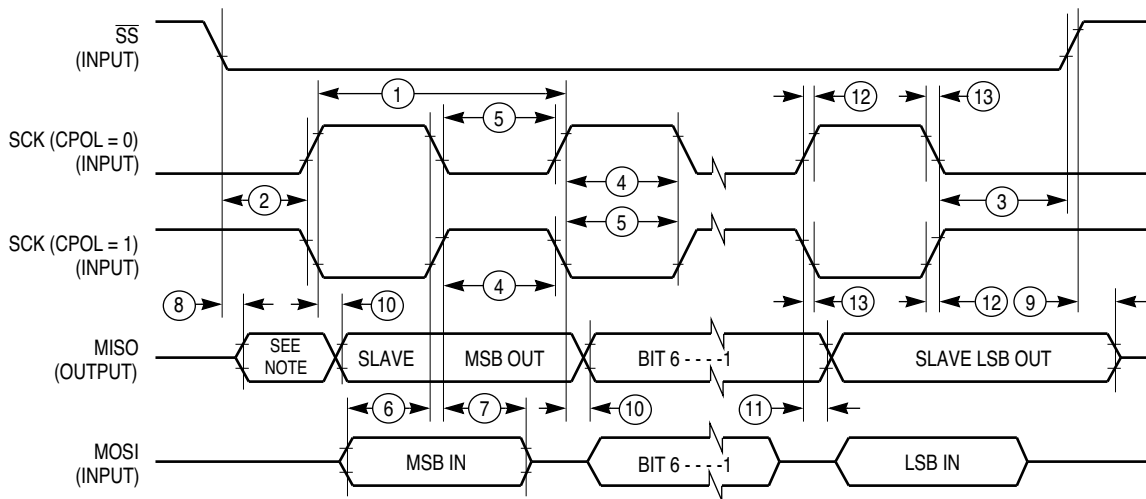 SS
(INPUT)
1
12
13
5
SCK (CPOL = 0)
(INPUT)
4
2
3
5
SCK (CPOL = 1)
(INPUT)
4
8
10
13
12
9
MISO
(OUTPUT)
SEE
NOTE
SLAVE
MSB OUT
BIT 6 - - - - 1
SLAVE LSB OUT
6
7
10
11
MOSI
(INPUT)
MSB IN
BIT 6 - - - - 1
LSB IN